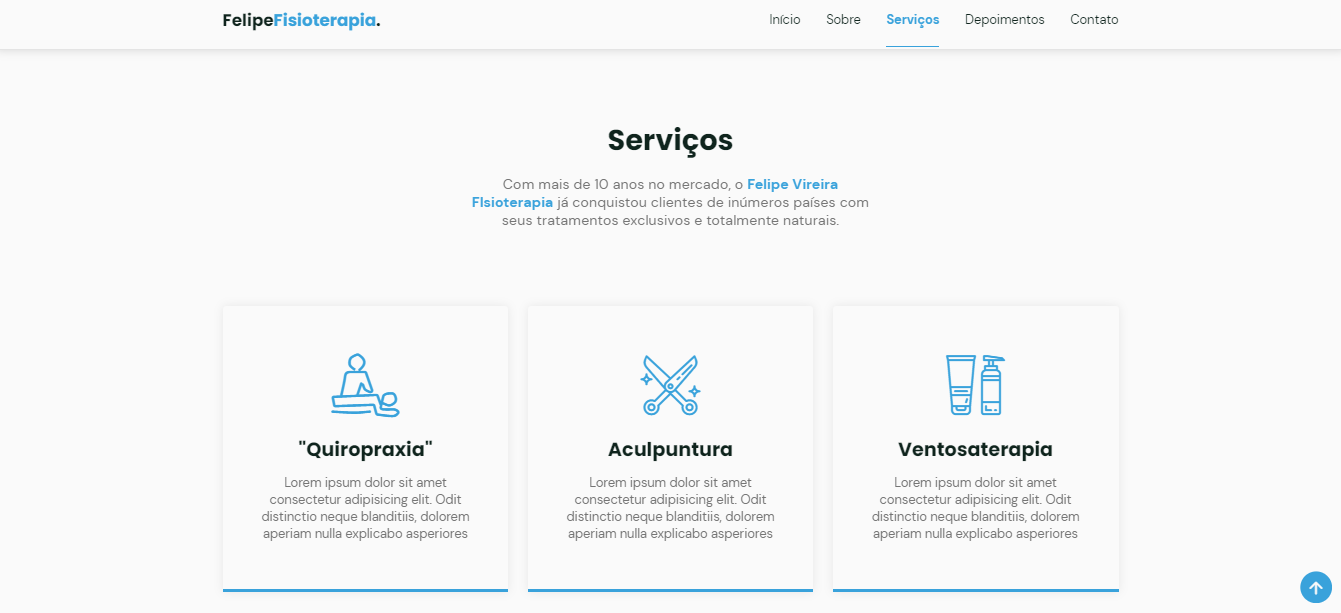 FelipeFisioterapia.
Início Sobre Serviços Depoimentos Contato
Serviços
Com mais de 10 anos no mercado, o Felipe Vireira
FIsioterapia já conquistou clientes de inúmeros países com
seus tratamentos exclusivos e totalmente naturais.
"Quiropraxia"
Lorem ipsum dolor sit amet
consectetur adipisicing elit. Odit
distinctio neque blanditiis, dolorem
aperiam nulla explicabo asperiores
Aculpuntura
Lorem ipsum dolor sit amet
consectetur adipisicing elit. Odit
distinctio neque blanditiis, dolorem
aperiam nulla explicabo asperiores
Ventosaterapia
Lorem ipsum dolor sit amet
consectetur adipisicing elit. Odit
distinctio neque blanditiis, dolorem
aperiam nulla explicabo asperiores